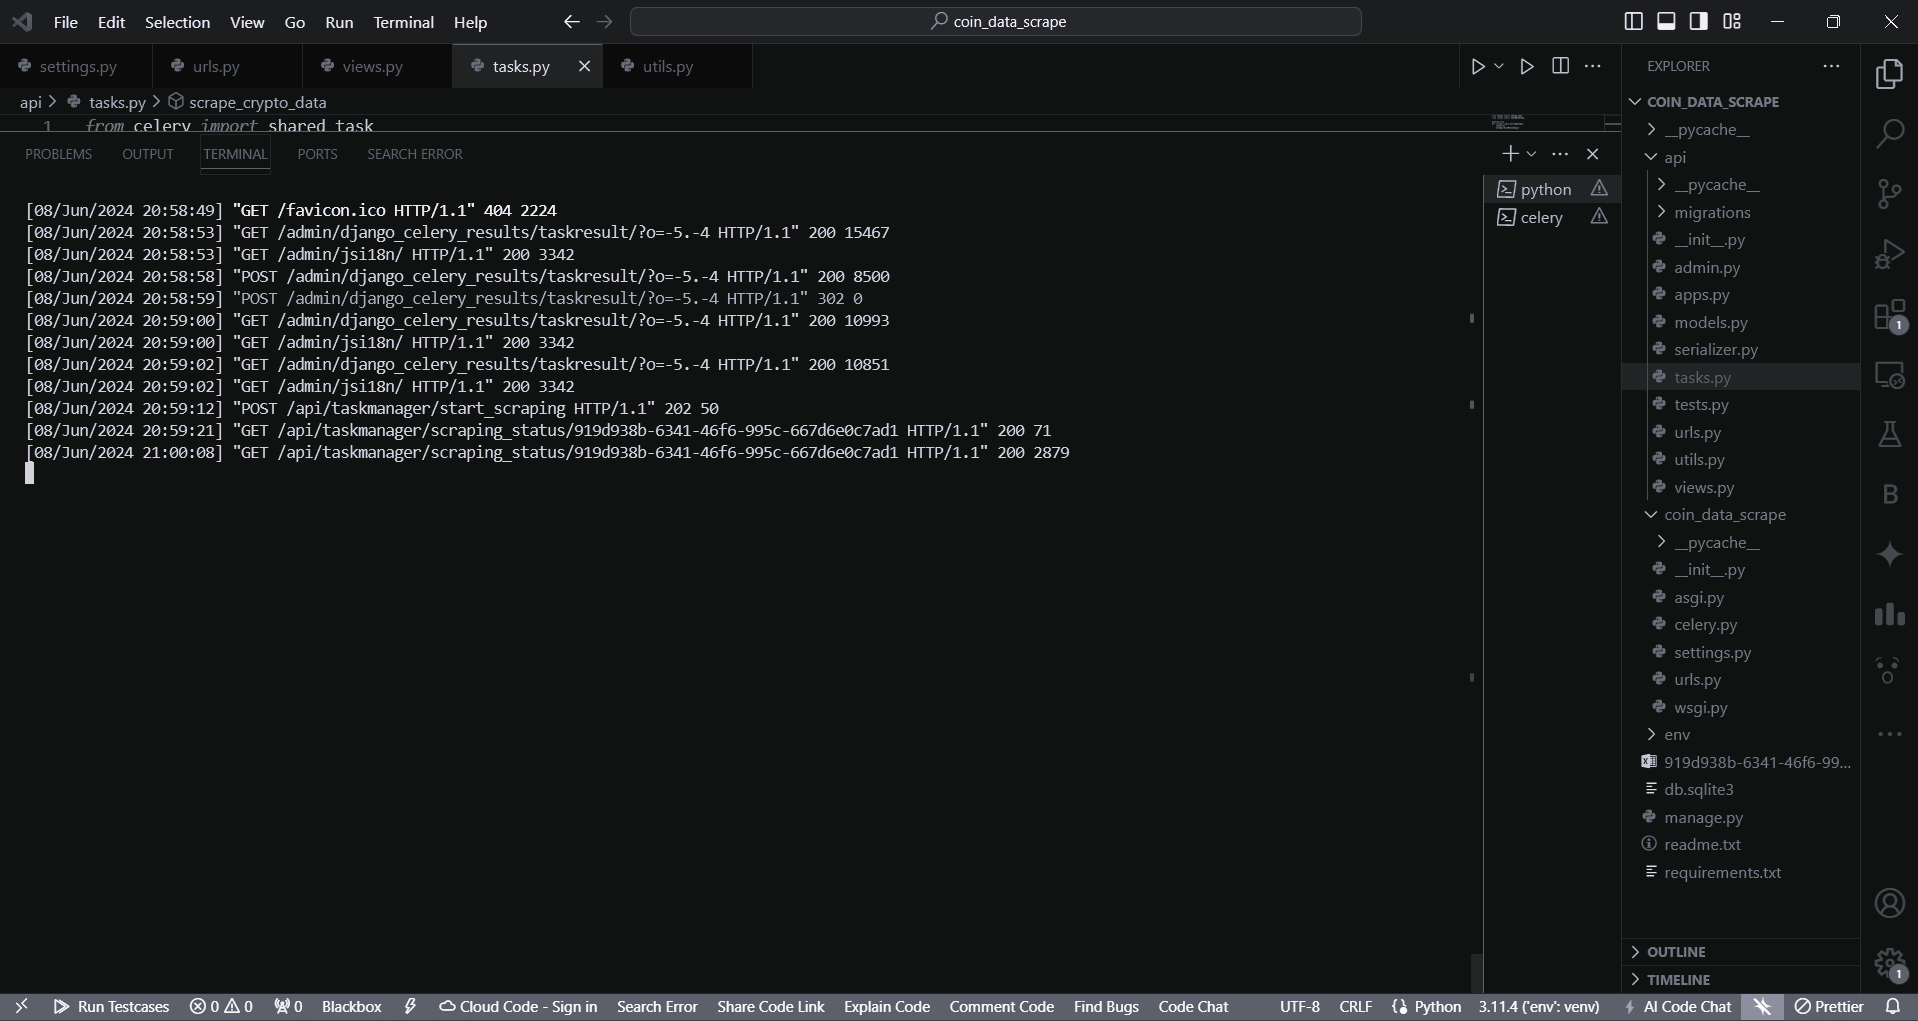 File Edit Selection View Go Run Terminal Help coin_data_scrape
settings.py urls.py views.py tasks.py utils.py
api > tasks.py > scrape_crypto_data
1 from celery import shared_task
PROBLEMS OUTPUT TERMINAL PORTS SEARCH ERROR
[08/Jun/2024 20:58:49] "GET /favicon.ico HTTP/1.1" 404 2224
[08/Jun/2024 20:58:53] "GET /admin/django_celery_results/taskresult/?o=-5.-4 HTTP/1.1" 200 15467
[08/Jun/2024 20:58:53] "GET /admin/jsi18n/ HTTP/1.1" 200 3342
[08/Jun/2024 20:58:58] "POST /admin/django_celery_results/taskresult/?o=-5.-4 HTTP/1.1" 200 8500
[08/Jun/2024 20:58:59] "POST /admin/django_celery_results/taskresult/?o=-5.-4 HTTP/1.1" 302 0
[08/Jun/2024 20:59:00] "GET /admin/django_celery_results/taskresult/?o=-5.-4 HTTP/1.1" 200 10993
[08/Jun/2024 20:59:00] "GET /admin/jsi18n/ HTTP/1.1" 200 3342
[08/Jun/2024 20:59:02] "GET /admin/django_celery_results/taskresult/?o=-5.-4 HTTP/1.1" 200 10851
[08/Jun/2024 20:59:02] "GET /admin/jsi18n/ HTTP/1.1" 200 3342
[08/Jun/2024 20:59:12] "POST /api/taskmanager/start_scraping HTTP/1.1" 202 50
[08/Jun/2024 20:59:21] "GET /api/taskmanager/scraping_status/919d938b-6341-46f6-995c-667d6e0c7ad1 HTTP/1.1" 200 71
[08/Jun/2024 21:00:08] "GET /api/taskmanager/scraping_status/919d938b-6341-46f6-995c-667d6e0c7ad1 HTTP/1.1" 200 2879
python
celery
EXPLORER
COIN_DATA_SCRAPE
__pycache__
api
__pycache__
migrations
__init__.py
admin.py
apps.py
models.py
serializer.py
tasks.py
tests.py
urls.py
utils.py
views.py
coin_data_scrape
__pycache__
__init__.py
asgi.py
celery.py
settings.py
urls.py
wsgi.py
env
919d938b-6341-46f6-99...
db.sqlite3
manage.py
readme.txt
requirements.txt
OUTLINE
TIMELINE
1
B
1
Run Testcases 0 0 0 Blackbox Cloud Code - Sign in Search Error Share Code Link Explain Code Comment Code Find Bugs Code Chat UTF-8 CRLF Python 3.11.4 ('env': venv) AI Code Chat Prettier